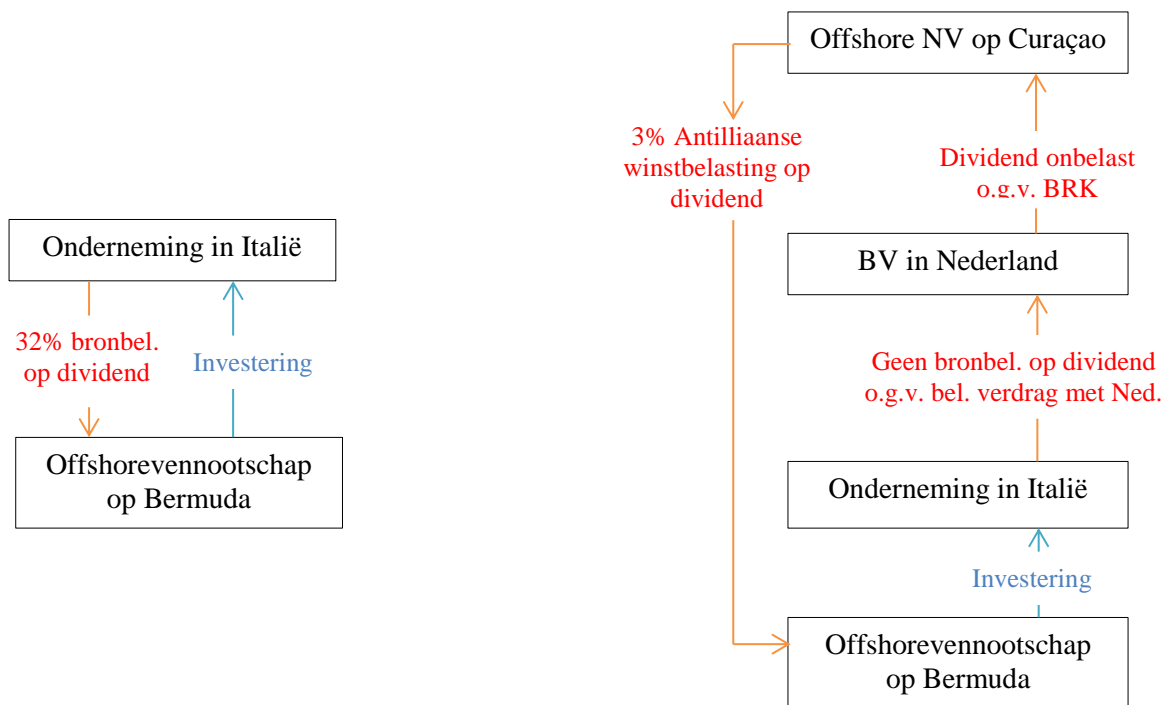 Onderneming in Italië
32% bronbel.
op dividend
Investering
Offshorevennootschap
op Bermuda
Offshore NV op Curaçao
3% Antilliaanse
winstbelasting op
dividend
Dividend onbelast
o.g.v. BRK
BV in Nederland
Geen bronbel. op dividend
o.g.v. bel. verdrag met Ned.
Onderneming in Italië
Investering
Offshorevennootschap
op Bermuda